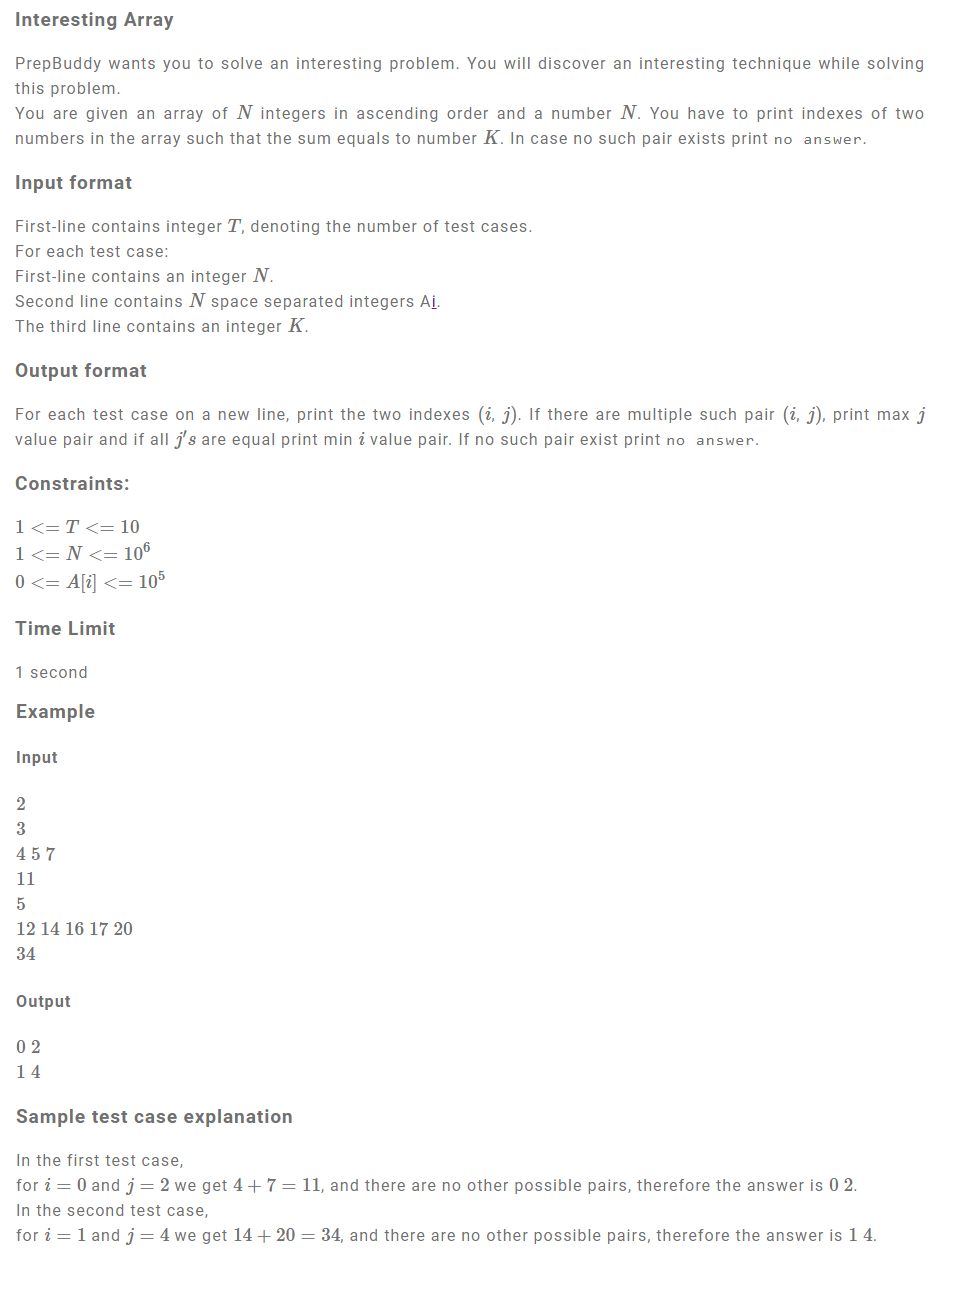 Interesting Array
PrepBuddy wants you to solve an interesting problem. You will discover an interesting technique while solving
this problem.
You are given an array of N integers in ascending order and a number N. You have to print indexes of two
numbers in the array such that the sum equals to number K. In case no such pair exists print no answer.
Input format
First-line contains integer T, denoting the number of test cases.
For each test case:
First-line contains an integer N.
Second line contains N space separated integers Ai.
The third line contains an integer K.
Output format
For each test case on a new line, print the two indexes (i, j). If there are multiple such pair (i, j), print max j
value pair and if all j's are equal print min i value pair. If no such pair exist print no answer.
Constraints:
1 <= T <= 10
1 <= N <= 10⁶
0 <= A[i] <= 10⁵
Time Limit
1 second
Example
Input
2
3
4 5 7
11
5
12 14 16 17 20
34
Output
0 2
1 4
Sample test case explanation
In the first test case,
for i = 0 and j = 2 we get 4 + 7 = 11, and there are no other possible pairs, therefore the answer is 0 2.
In the second test case,
for i = 1 and j = 4 we get 14 + 20 = 34, and there are no other possible pairs, therefore the answer is 1 4.